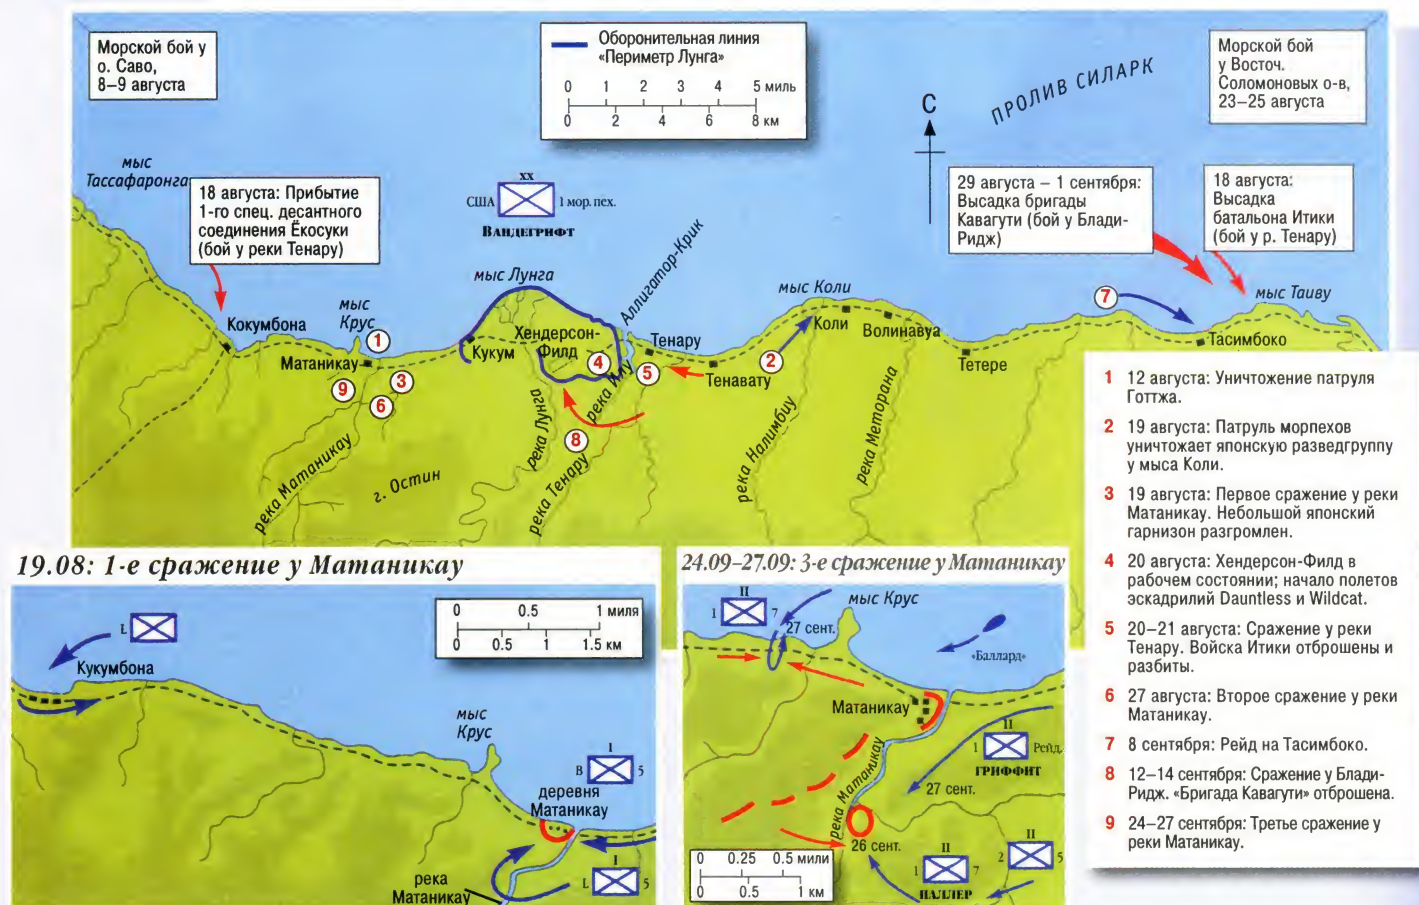 Морской бой у
о. Саво,
8–9 августа
Оборонительная линия
«Периметр Лунга»
0 1 2 3 4 5 миль
0 2 4 6 8 км
С
ПРОЛИВ СИЛАРК
Морской бой
у Восточ.
Соломоновых о-в,
23–25 августа
мыс
Тассафаронга
18 августа: Прибытие
1-го спец. десантного
соединения Ёкосуки
(бой у реки Тенару)
XX
США 1 мор. пех.
ВАНДЕГРИФТ
29 августа – 1 сентября:
Высадка бригады
Кавагути (бой у Блади-
Ридж)
18 августа:
Высадка
батальона Итики
(бой у р. Тенару)
мыс Лунга
Аллигатор-Крик
мыс Коли
7
мыс Таиву
Кокумбона
мыс
Крус
1
Матаникау
9
3
6
Кукум
Хендерсон-
Филд
4
5
Тенару
Тенавату
2
Коли
Волинавуа
Тетере
Тасимбоко
8
река Матаникау
г. Остин
река Лунга
река Илу
река Тенару
река Налимбиу
река Меторана
1 12 августа: Уничтожение патруля
Готтжа.
2 19 августа: Патруль морпехов
уничтожает японскую разведгруппу
у мыса Коли.
3 19 августа: Первое сражение у реки
Матаникау. Небольшой японский
гарнизон разгромлен.
4 20 августа: Хендерсон-Филд в
рабочем состоянии; начало полетов
эскадрилий Dauntless и Wildcat.
5 20–21 августа: Сражение у реки
Тенару. Войска Итики отброшены и
разбиты.
6 27 августа: Второе сражение у реки
Матаникау.
7 8 сентября: Рейд на Тасимбоко.
8 12–14 сентября: Сражение у Блади-
Ридж. «Бригада Кавагути» отброшена.
9 24–27 сентября: Третье сражение у
реки Матаникау.
19.08: 1-е сражение у Матаникау
L
Кукумбона
0 0.5 1 миля
0 0.5 1 1.5 км
мыс
Крус
I
B 5
деревня
Матаникау
I
L 5
река
Матаникау
24.09–27.09: 3-е сражение у Матаникау
II
1 7
27 сент.
мыс Крус
«Баллард»
Матаникау
II
1 Рейд.
ГРИФФИТ
27 сент.
река Матаникау
26 сент.
II
1 7
ПАЛЛЕР
II
2 5
0 0.25 0.5 мили
0 0.5 1 км